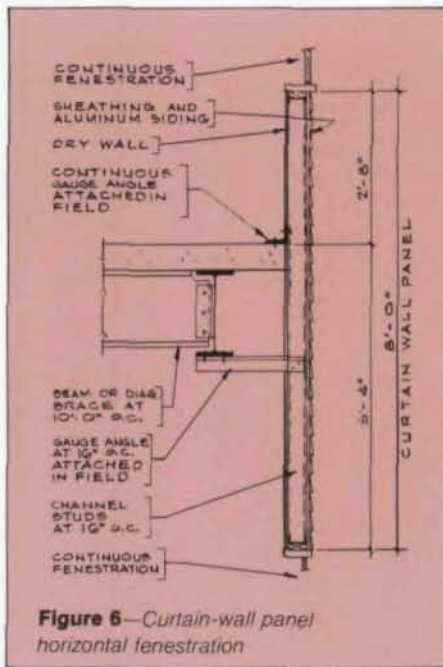 CONTINUOUS
FENESTRATION
SHEATHING AND
ALUMINUM SIDING
DRY WALL
CONTINUOUS
GAUGE ANGLE
ATTACHED IN
FIELD
BEAM OR DIAG
BRACE AT
10'-0" o.c.
GAUGE ANGLE
AT 16" o.c.
ATTACHED
IN FIELD
CHANNEL
STUDS
AT 16" o.c.
CONTINUOUS
FENESTRATION
2'-8"
5'-4"
8'-0"
CURTAIN WALL PANEL
Figure 6—Curtain-wall panel
horizontal fenestration